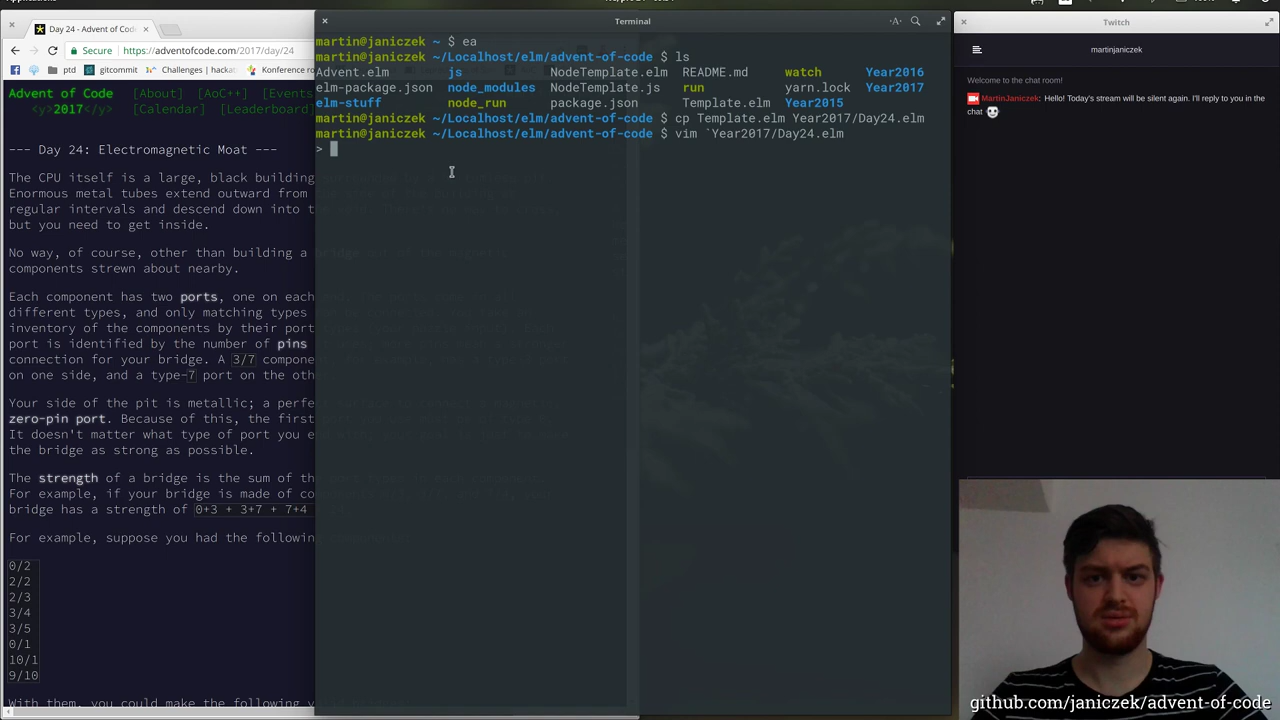 Terminal
Twitch
Day 24 - Advent of Cod
Secure
https://adventofcode.com/2017/day/24
ptd
gitcommit
Challenges | hackat
Konference ro
Advent of Code
[About] [AoC++] [Events
<y>2017</y>
[Calendar] [Leaderboard]
--- Day 24: Electromagnetic Moat ---
The CPU itself is a large, black building
Enormous metal tubes extend outward from
regular intervals and descend down into
but you need to get inside.
No way, of course, other than building a
components strewn about nearby.
Each component has two ports, one on eac
different types, and only matching types
inventory of the components by their port
port is identified by the number of pins
connection for your bridge. A 3/7 compone
on one side, and a type-7 port on the oth
Your side of the pit is metallic; a perfe
zero-pin port. Because of this, the first
It doesn't matter what type of port you e
the bridge as strong as possible.
The strength of a bridge is the sum of th
For example, if your bridge is made of co
bridge has a strength of 0+3 + 3+7 + 7+4
For example, suppose you had the followin
0/2
2/2
2/3
3/4
3/5
0/1
10/1
9/10
With them, you could make the following
martin@janiczek ~ $ ea
martin@janiczek ~/Localhost/elm/advent-of-code $ ls
Advent.elm js NodeTemplate.elm README.md watch Year2016
elm-package.json node_modules NodeTemplate.js run yarn.lock Year2017
elm-stuff node_run package.json Template.elm Year2015
martin@janiczek ~/Localhost/elm/advent-of-code $ cp Template.elm Year2017/Day24.elm
martin@janiczek ~/Localhost/elm/advent-of-code $ vim `Year2017/Day24.elm
>
martinjaniczek
Welcome to the chat room!
MartinJaniczek: Hello! Today's stream will be silent again. I'll reply to you in the
chat
github.com/janiczek/advent-of-code